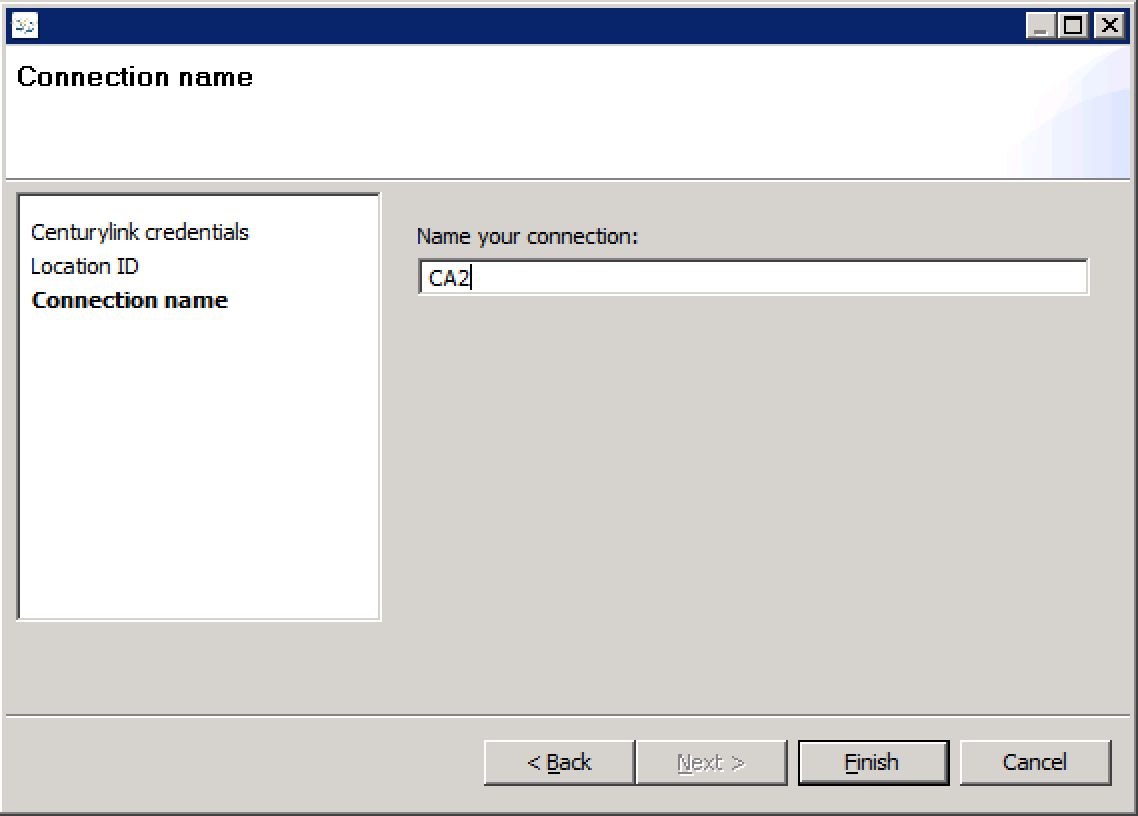 Connection name
Centurylink credentials
Location ID
Connection name
Name your connection:
CA2
< Back
Next >
Finish
Cancel